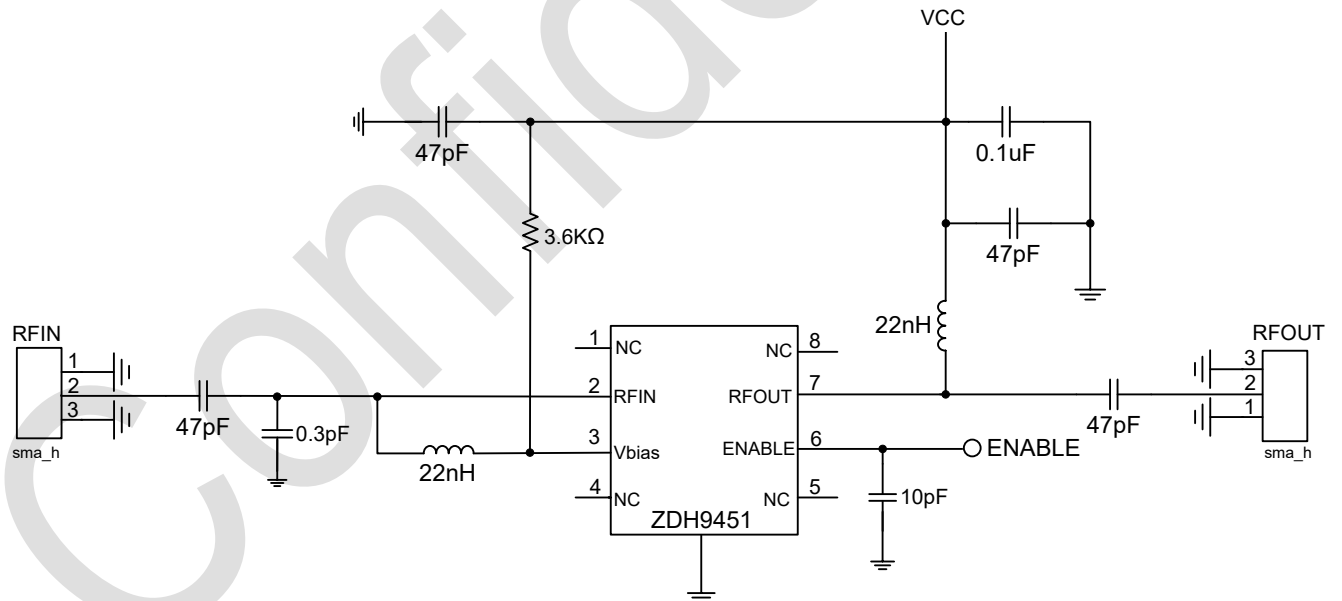 Confide
VCC
47pF
0.1uF
3.6KΩ
47pF
22nH
RFIN
1
2
3
sma_h
47pF
0.3pF
22nH
1 NC
2 RFIN
3 Vbias
4 NC
NC 8
RFOUT 7
ENABLE 6
NC 5
ZDH9451
ENABLE
10pF
47pF
RFOUT
3
2
1
sma_h